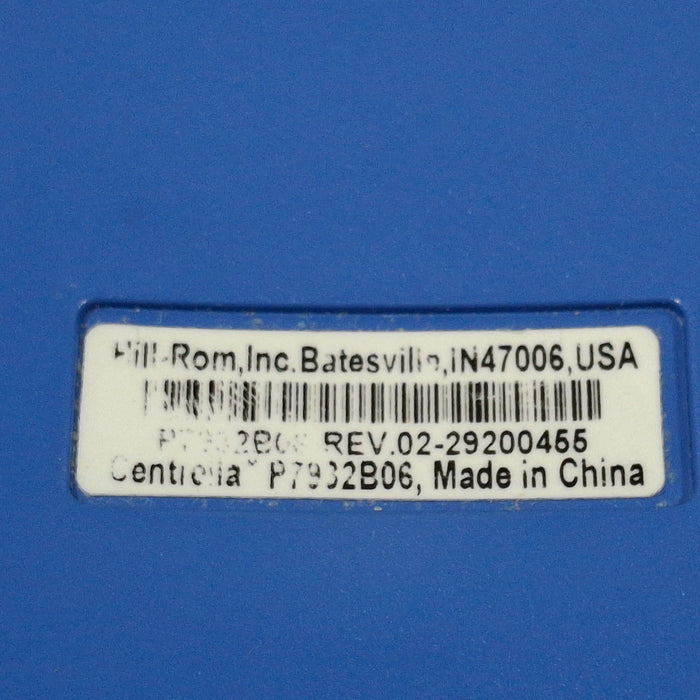 Hill-Rom,Inc.Batesville,IN47006,USA
P7932B06 REV.02-29200455
Centrella™ P7932B06, Made in China